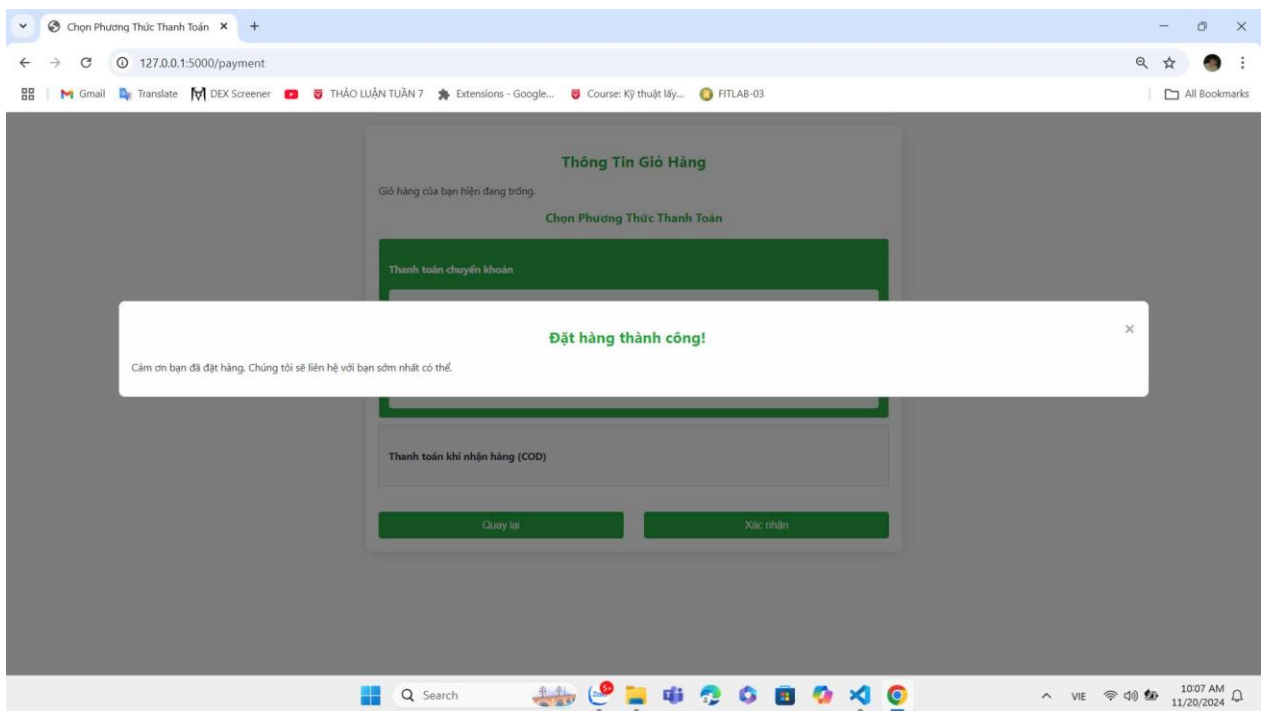 Chọn Phương Thức Thanh Toán
127.0.0.1:5000/payment
Gmail Translate DEX Screener THẢO LUẬN TUẦN 7 Extensions - Google... Course: Kỹ thuật lấy... FITLAB-03 All Bookmarks
Thông Tin Giỏ Hàng
Giỏ hàng của bạn hiện đang trống.
Chọn Phương Thức Thanh Toán
Thanh toán chuyển khoản
Đặt hàng thành công!
Cảm ơn bạn đã đặt hàng. Chúng tôi sẽ liên hệ với bạn sớm nhất có thể.
Thanh toán khi nhận hàng (COD)
Quay lại Xác nhận
Search
Zalo
5+
VIE
10:07 AM
11/20/2024